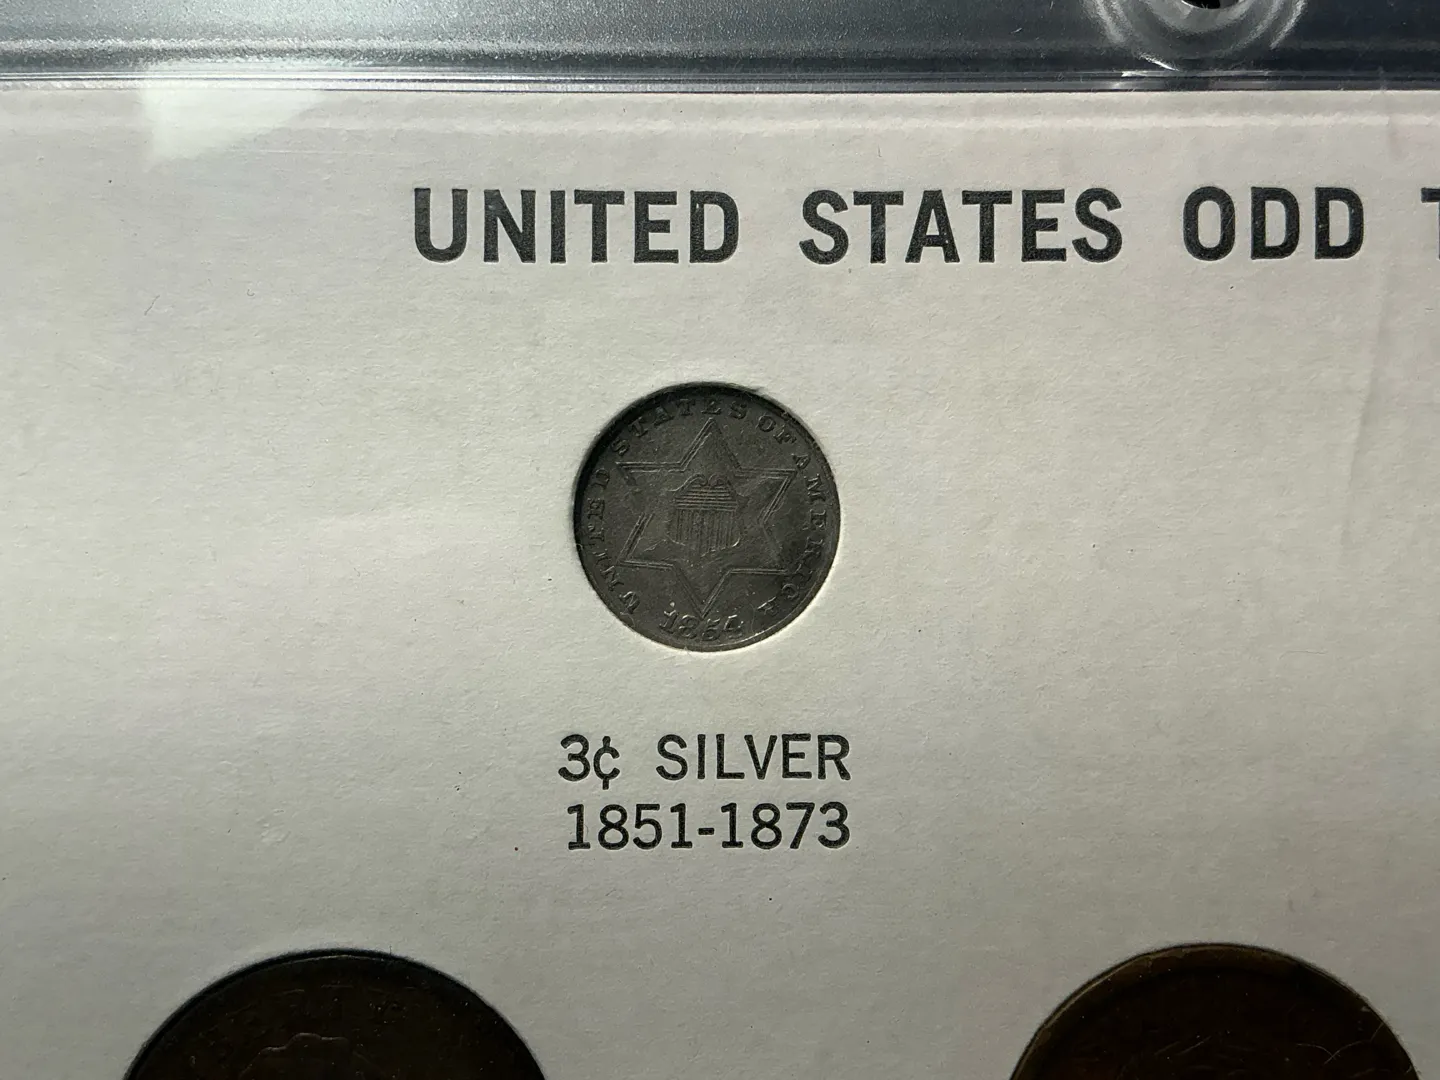 UNITED STATES ODD T
UNITED STATES OF AMERICA
1854
3¢ SILVER
1851-1873